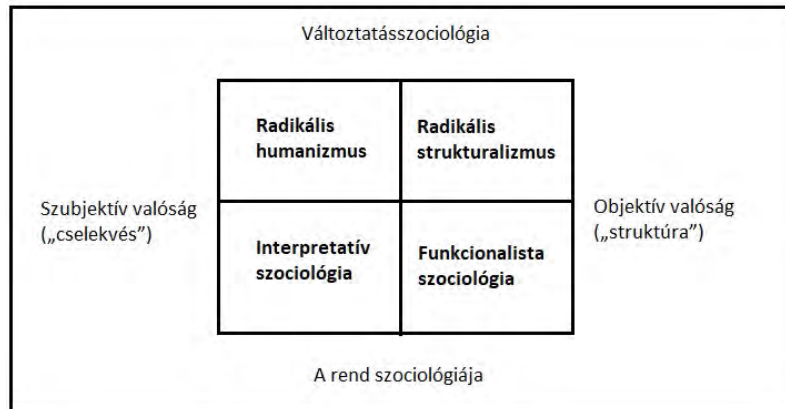 Változtatásszociológia
Radikális
humanizmus
Radikális
strukturalizmus
Szubjektív valóság
(„cselekvés”)
Objektív valóság
(„struktúra”)
Interpretatív
szociológia
Funkcionalista
szociológia
A rend szociológiája